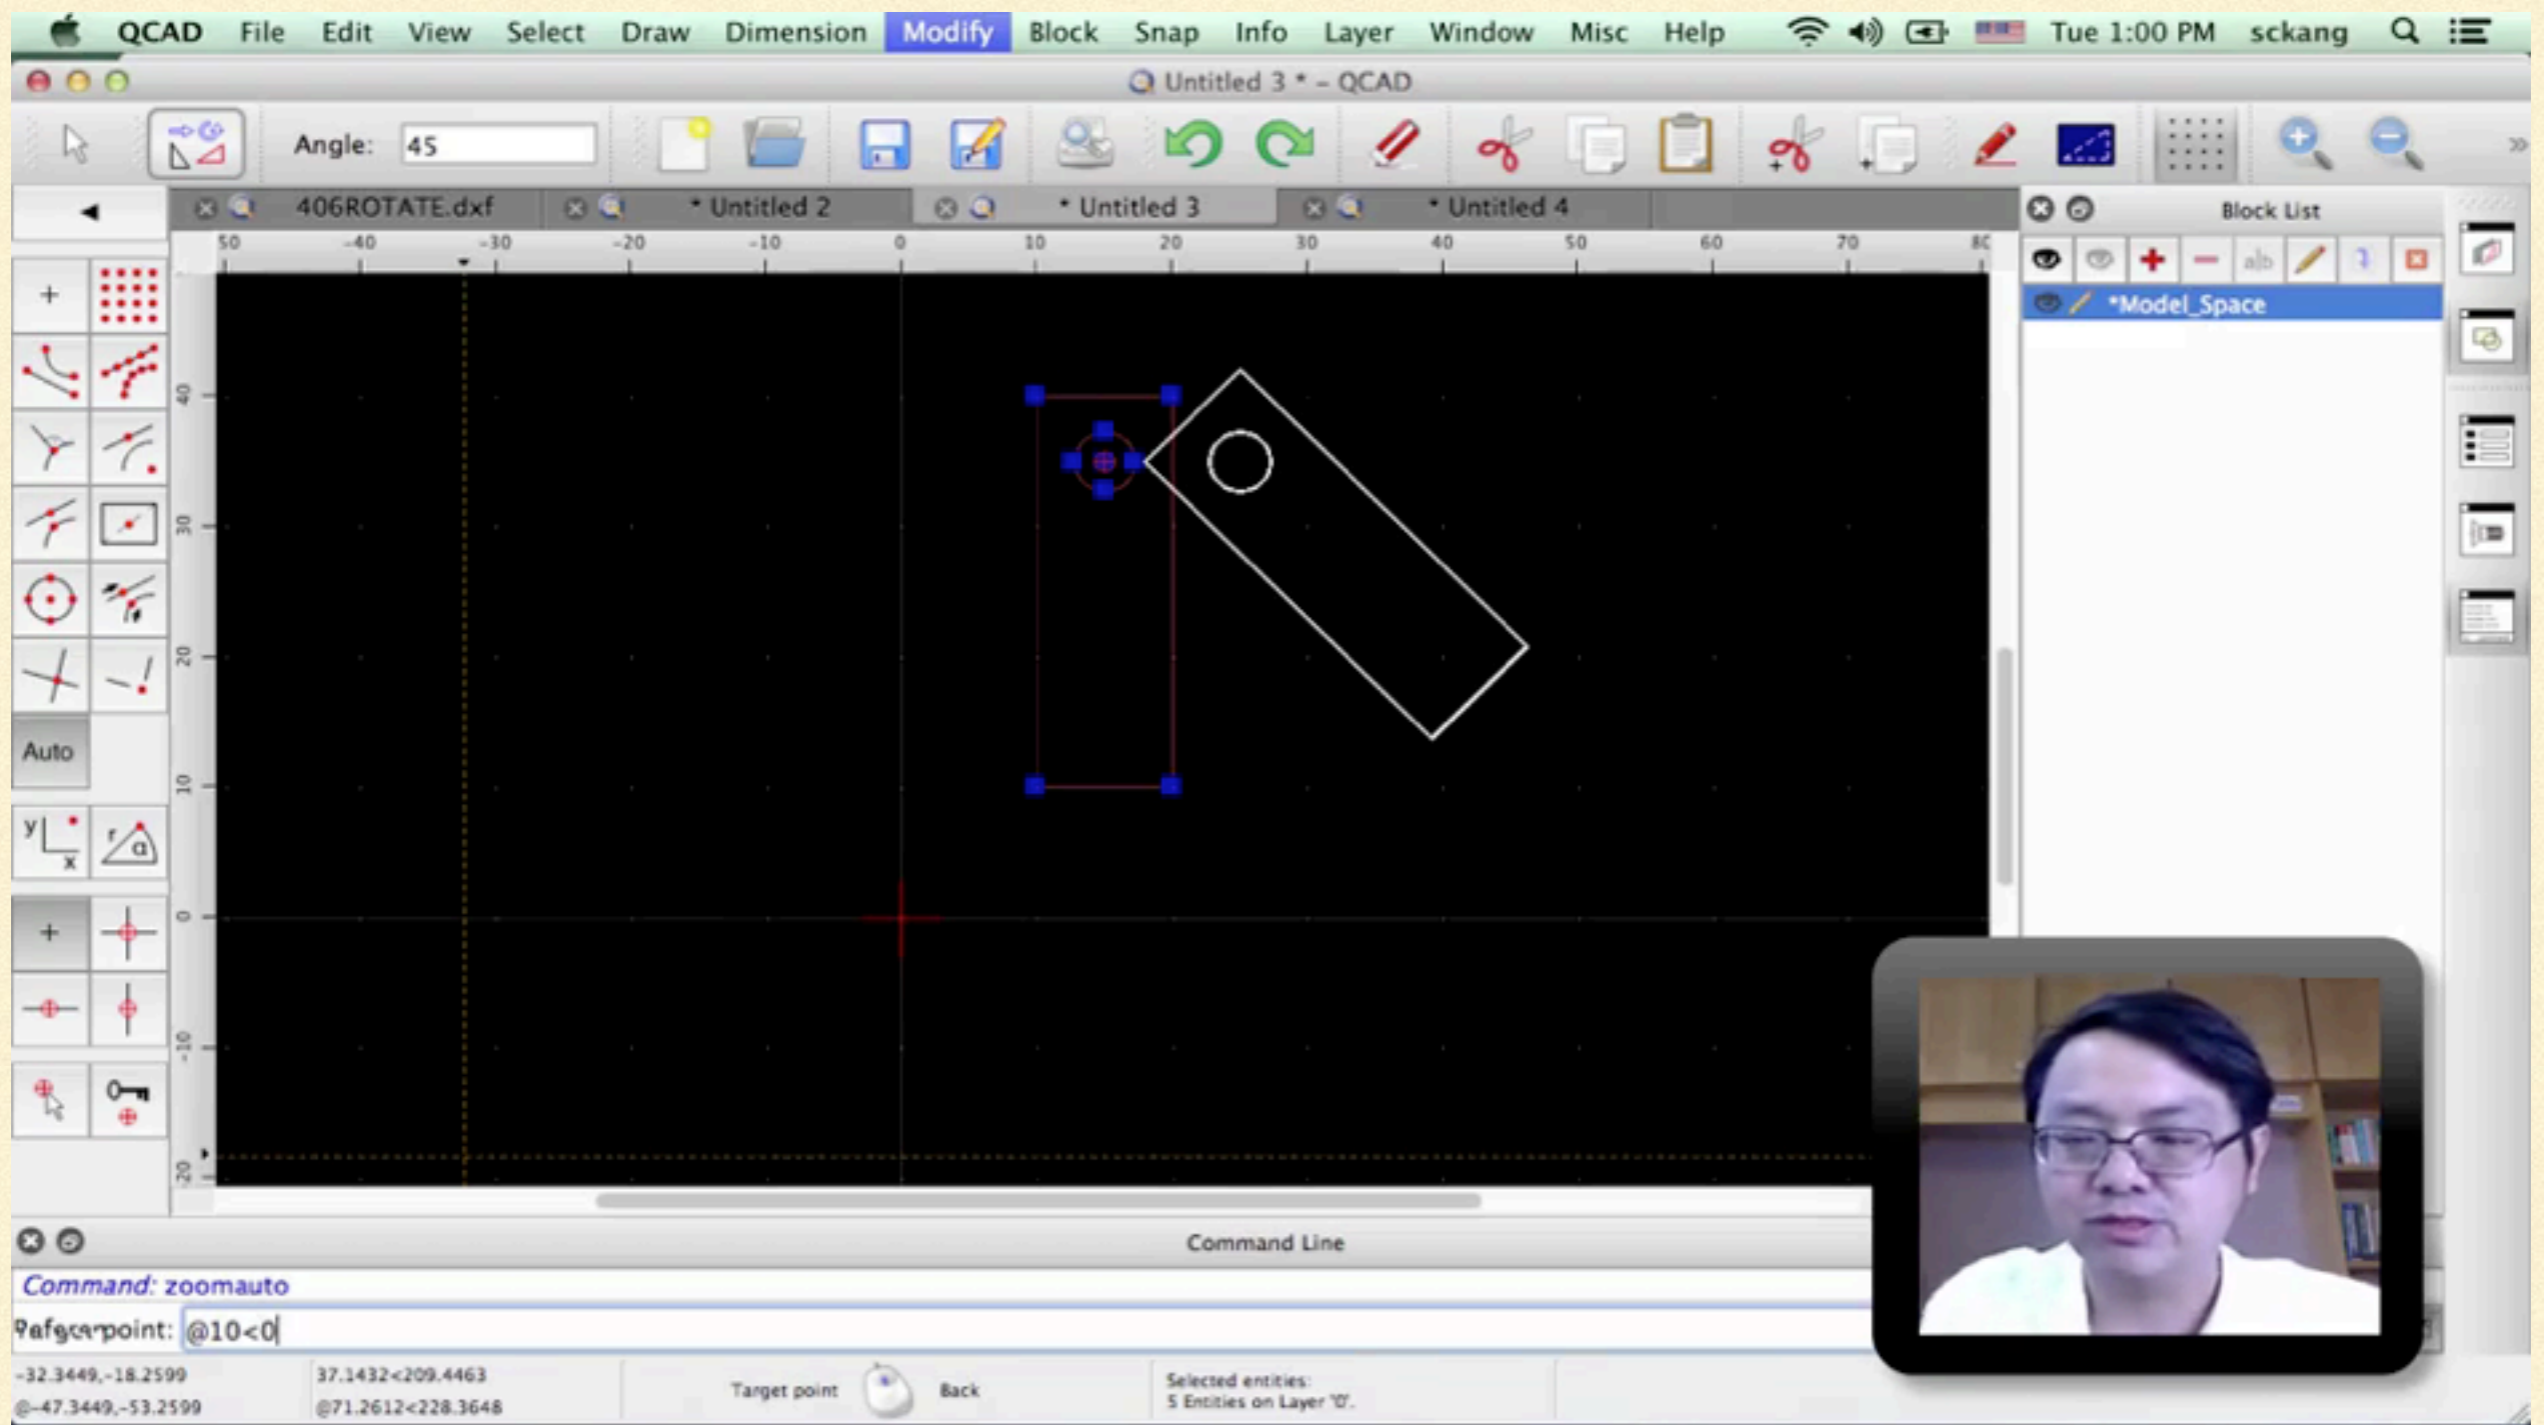 QCAD File Edit View Select Draw Dimension Modify Block Snap Info Layer Window Misc Help Tue 1:00 PM sckang
Untitled 3 * - QCAD
Angle: 45
406ROTATE.dxf * Untitled 2 * Untitled 3 * Untitled 4
Block List
50 -40 -30 -20 -10 0 10 20 30 40 50 60 70 80
a|b
*Model_Space
40
30
20
10
0
-10
-20
Auto
y x r α
Command Line
Command: zoomauto
point: @10<0
-32.3449,-18.2599 37.1432<209.4463
@-47.3449,-53.2599 @71.2612<228.3648
Target point Back
Selected entities:
5 Entities on Layer '0'.